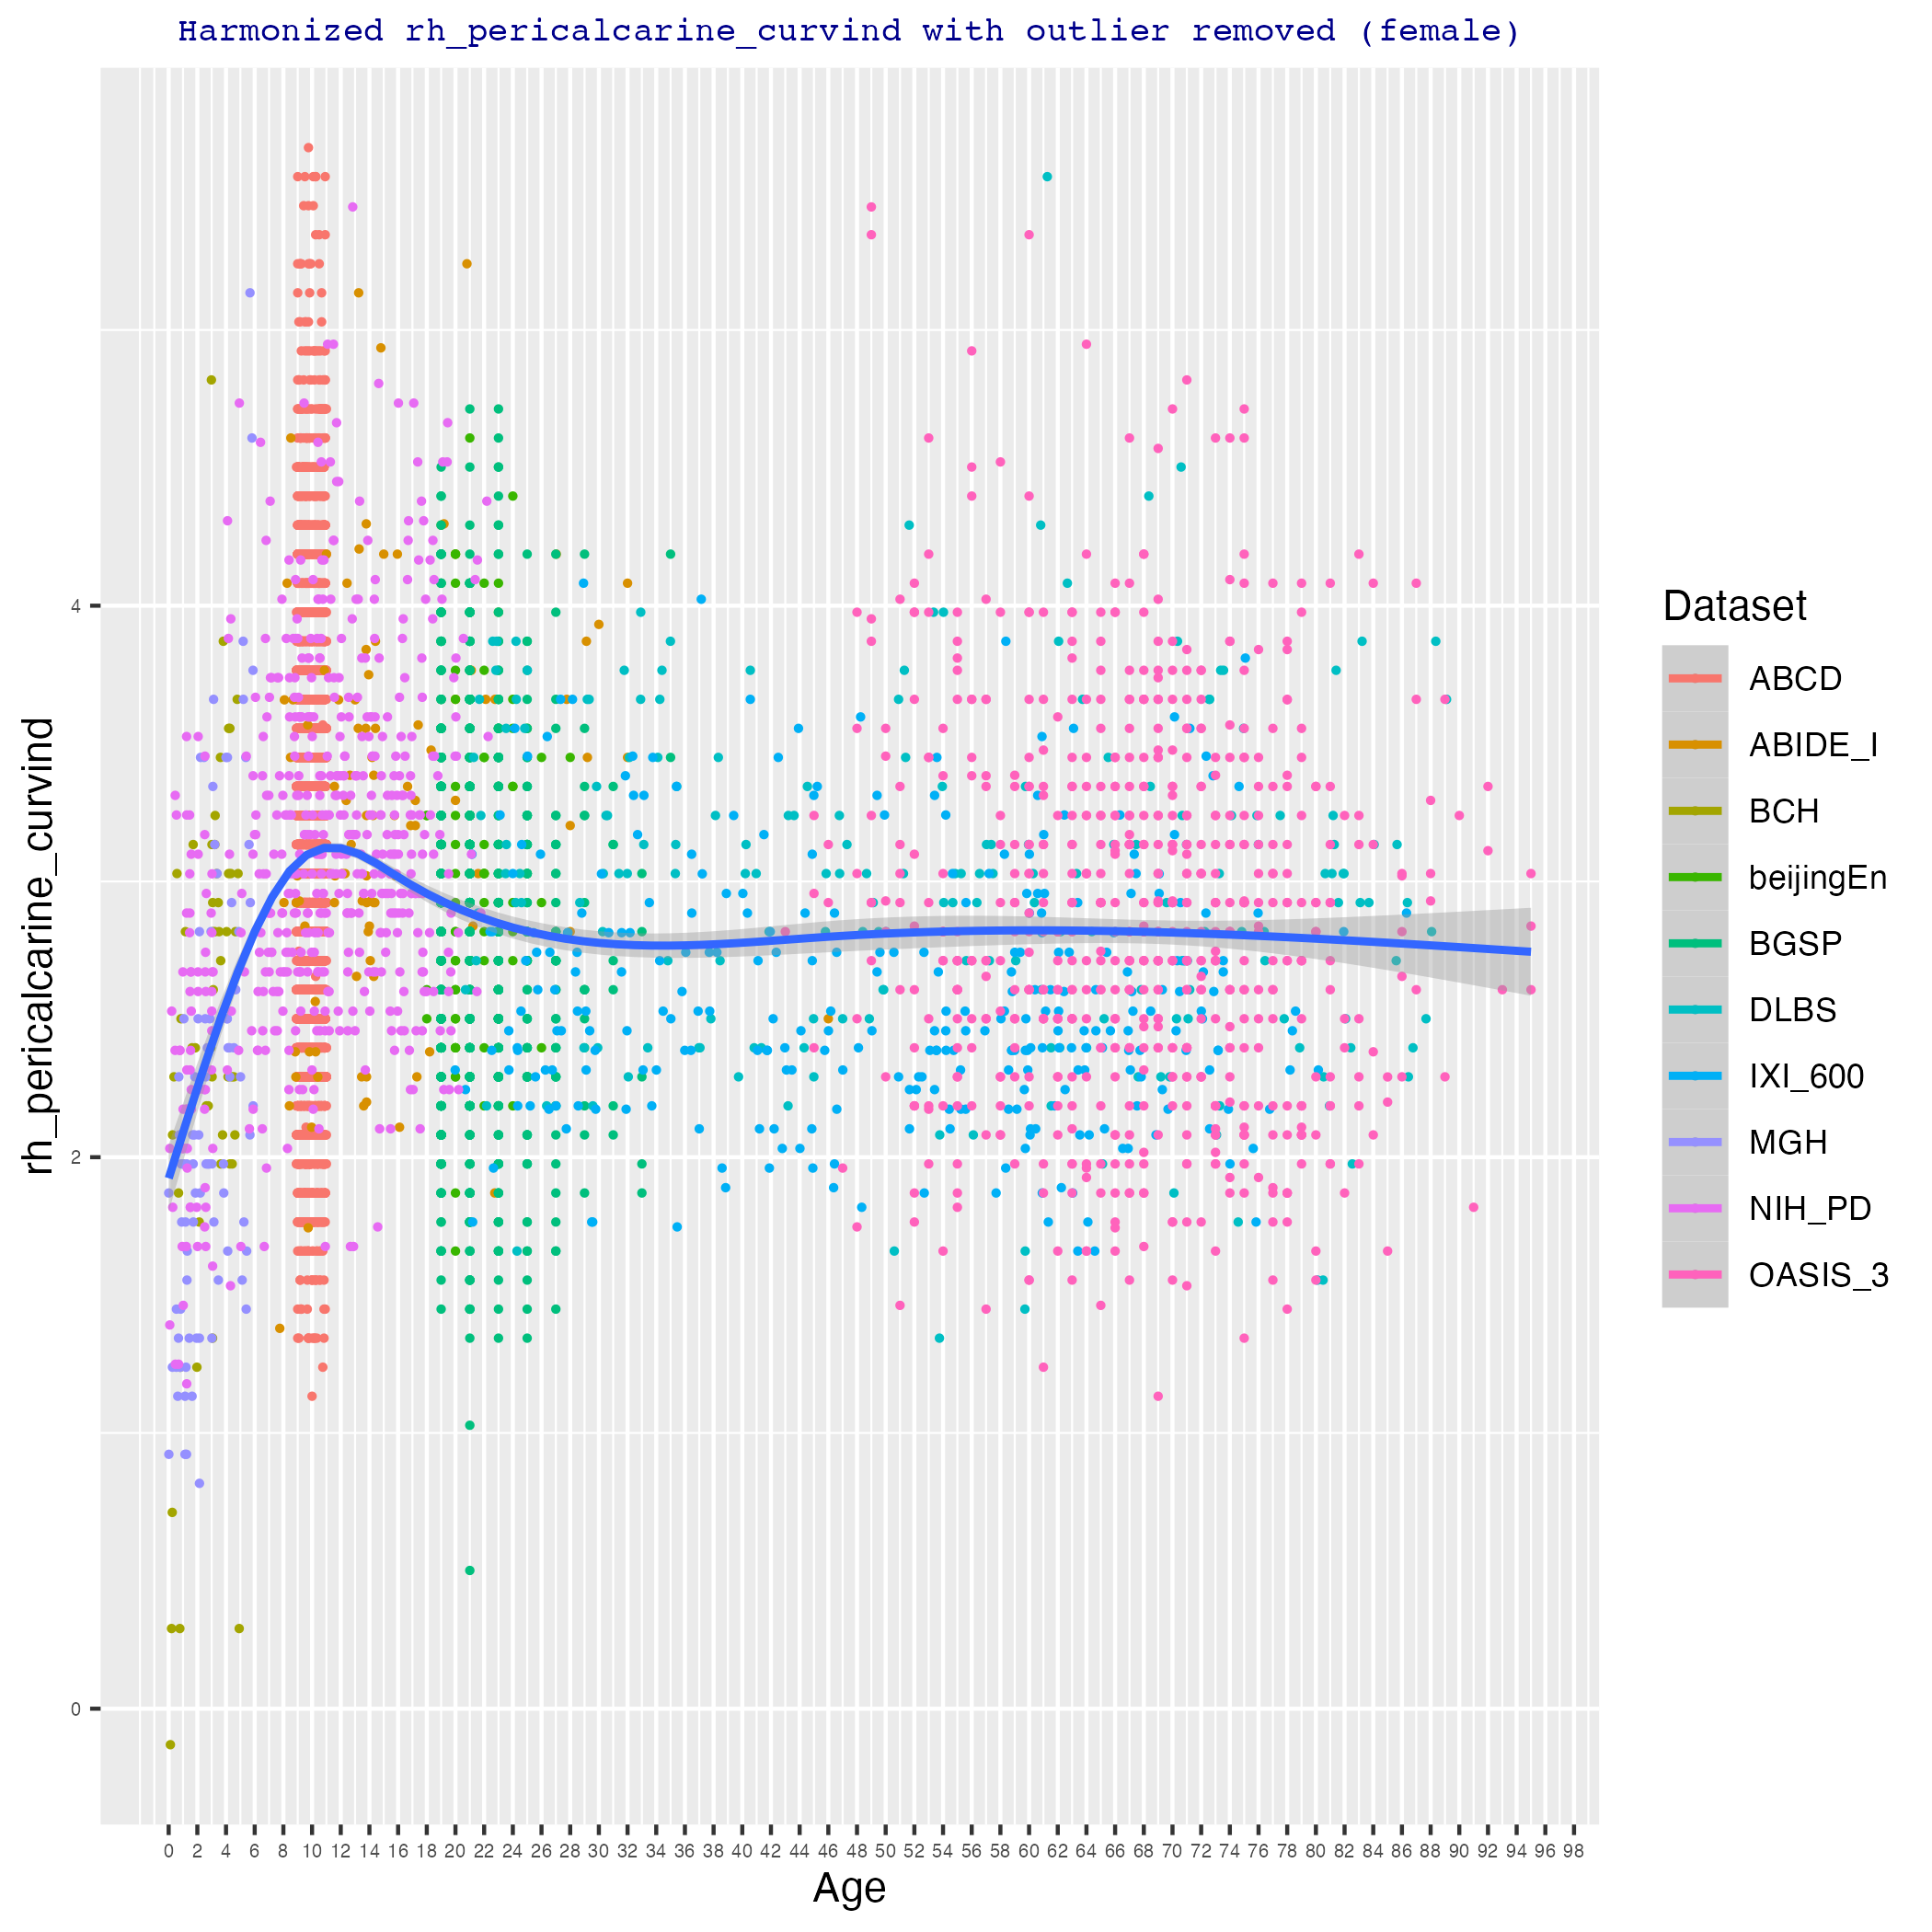 Harmonized rh_pericalcarine_curvind with outlier removed (female)
rh_pericalcarine_curvind
4
2
0
0 2 4 6 8 10 12 14 16 18 20 22 24 26 28 30 32 34 36 38 40 42 44 46 48 50 52 54 56 58 60 62 64 66 68 70 72 74 76 78 80 82 84 86 88 90 92 94 96 98
Age
Dataset
ABCD
ABIDE_I
BCH
beijingEn
BGSP
DLBS
IXI_600
MGH
NIH_PD
OASIS_3